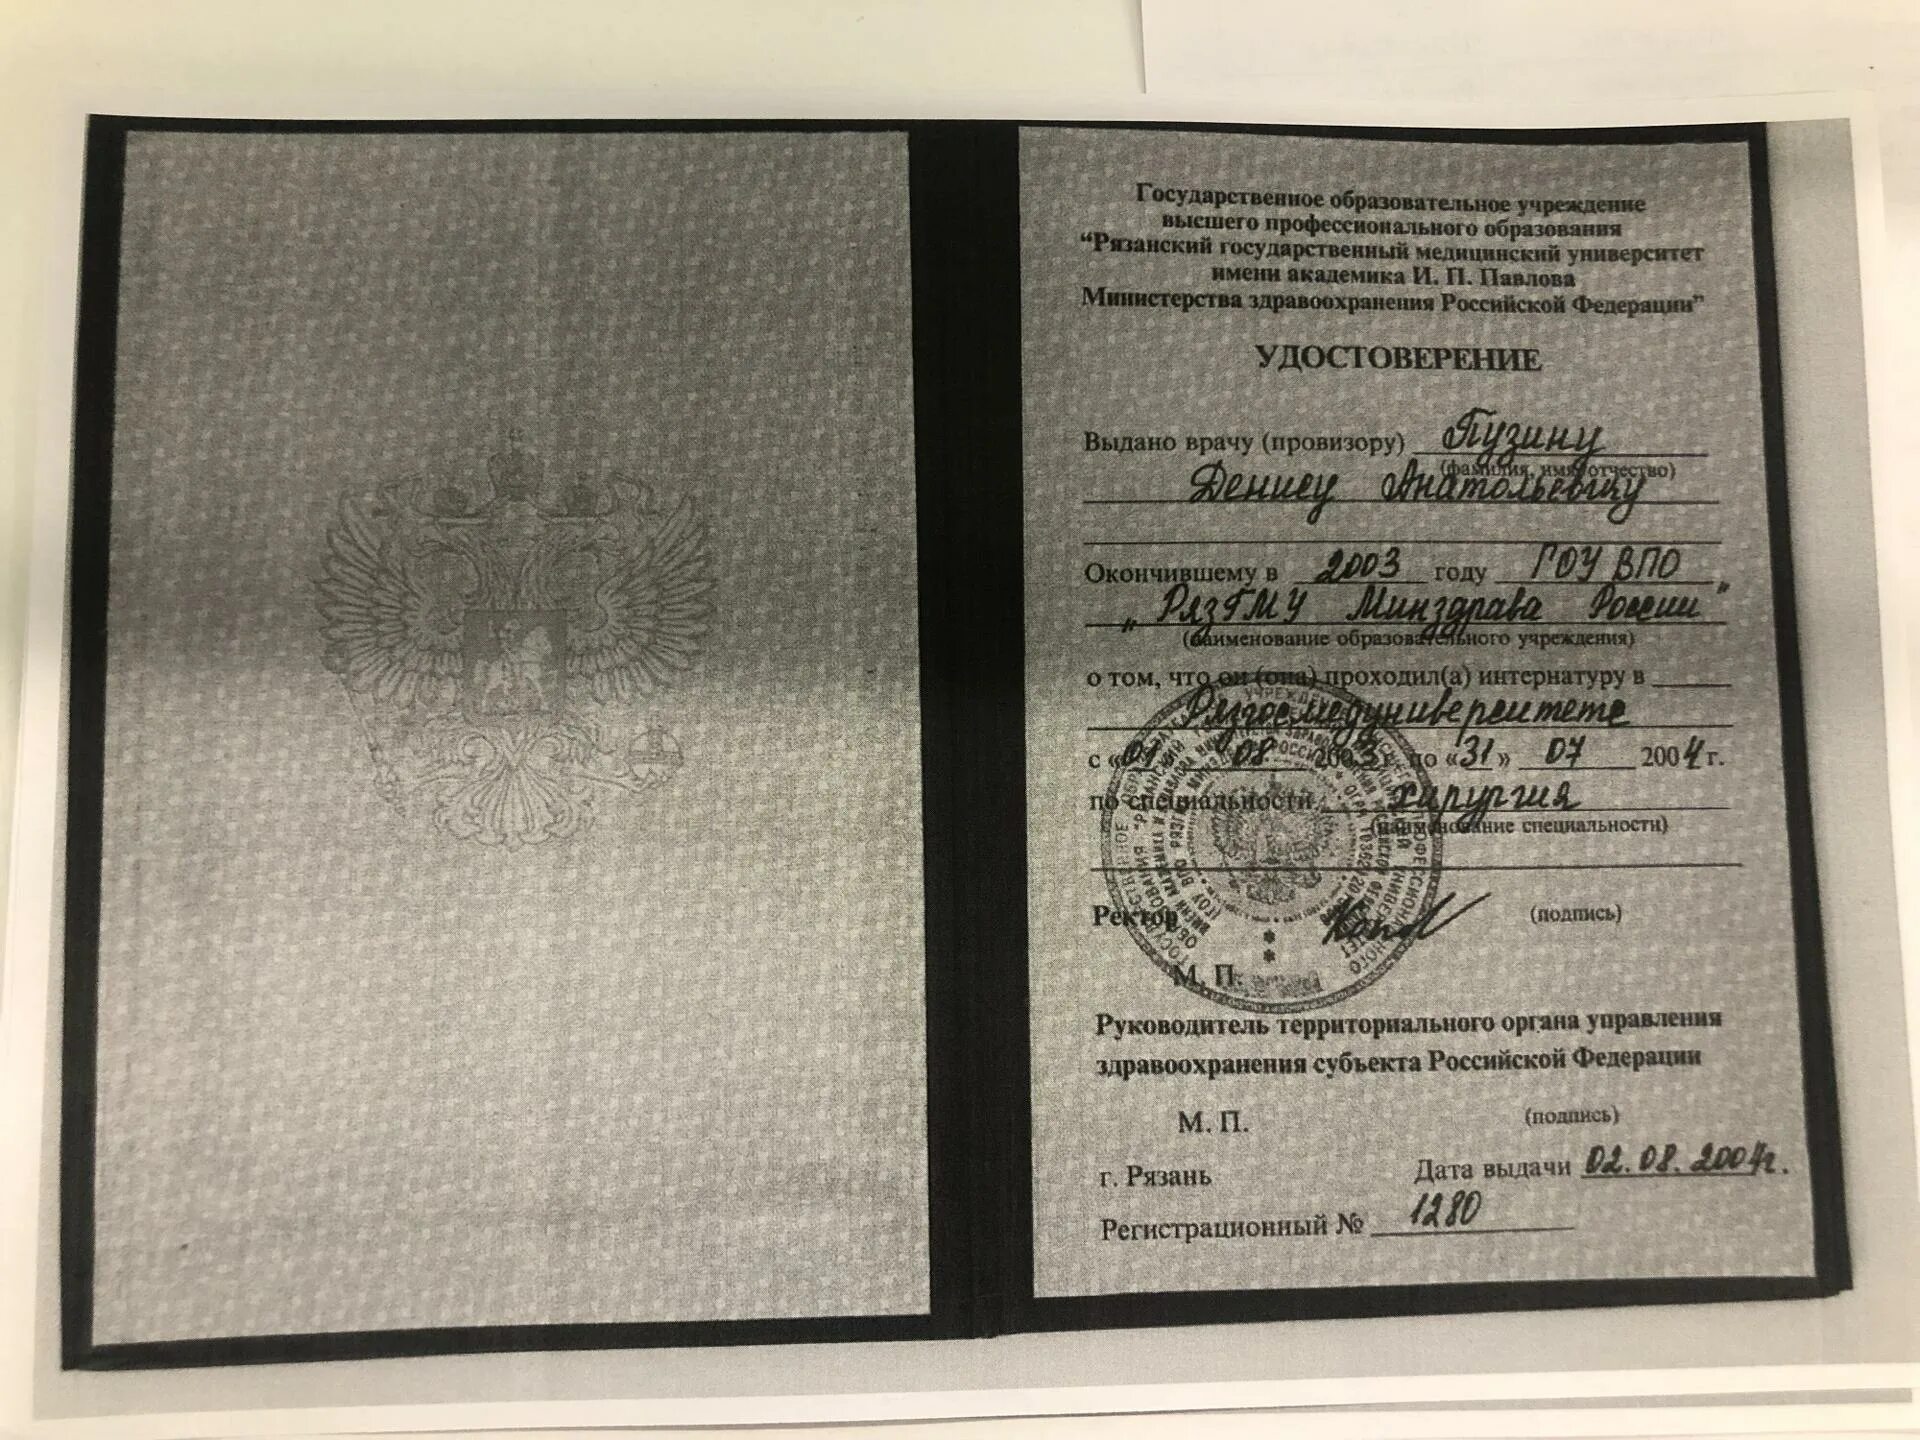 Государственное образовательное учреждение
высшего профессионального образования
“Рязанский государственный медицинский университет
имени академика И. П. Павлова
Министерства здравоохранения Российской Федерации”
УДОСТОВЕРЕНИЕ
Выдано врачу (провизору) Пузину
(фамилия, имя, отчество)
Денису Анатольевичу
Окончившему в 2003 году ГОУ ВПО
„РязГМУ Минздрава России”
(наименование образовательного учреждения)
о том, что он (она) проходил(а) интернатуру в
Рязгосмедуниверситете
с «01» 08 2003 г. по «31» 07 2004 г.
по специальности хирургия
(наименование специальности)
Ректор (подпись)
М. П.
Руководитель территориального органа управления
здравоохранения субъекта Российской Федерации
М. П. (подпись)
г. Рязань Дата выдачи 02.08.2004г.
Регистрационный № 1280